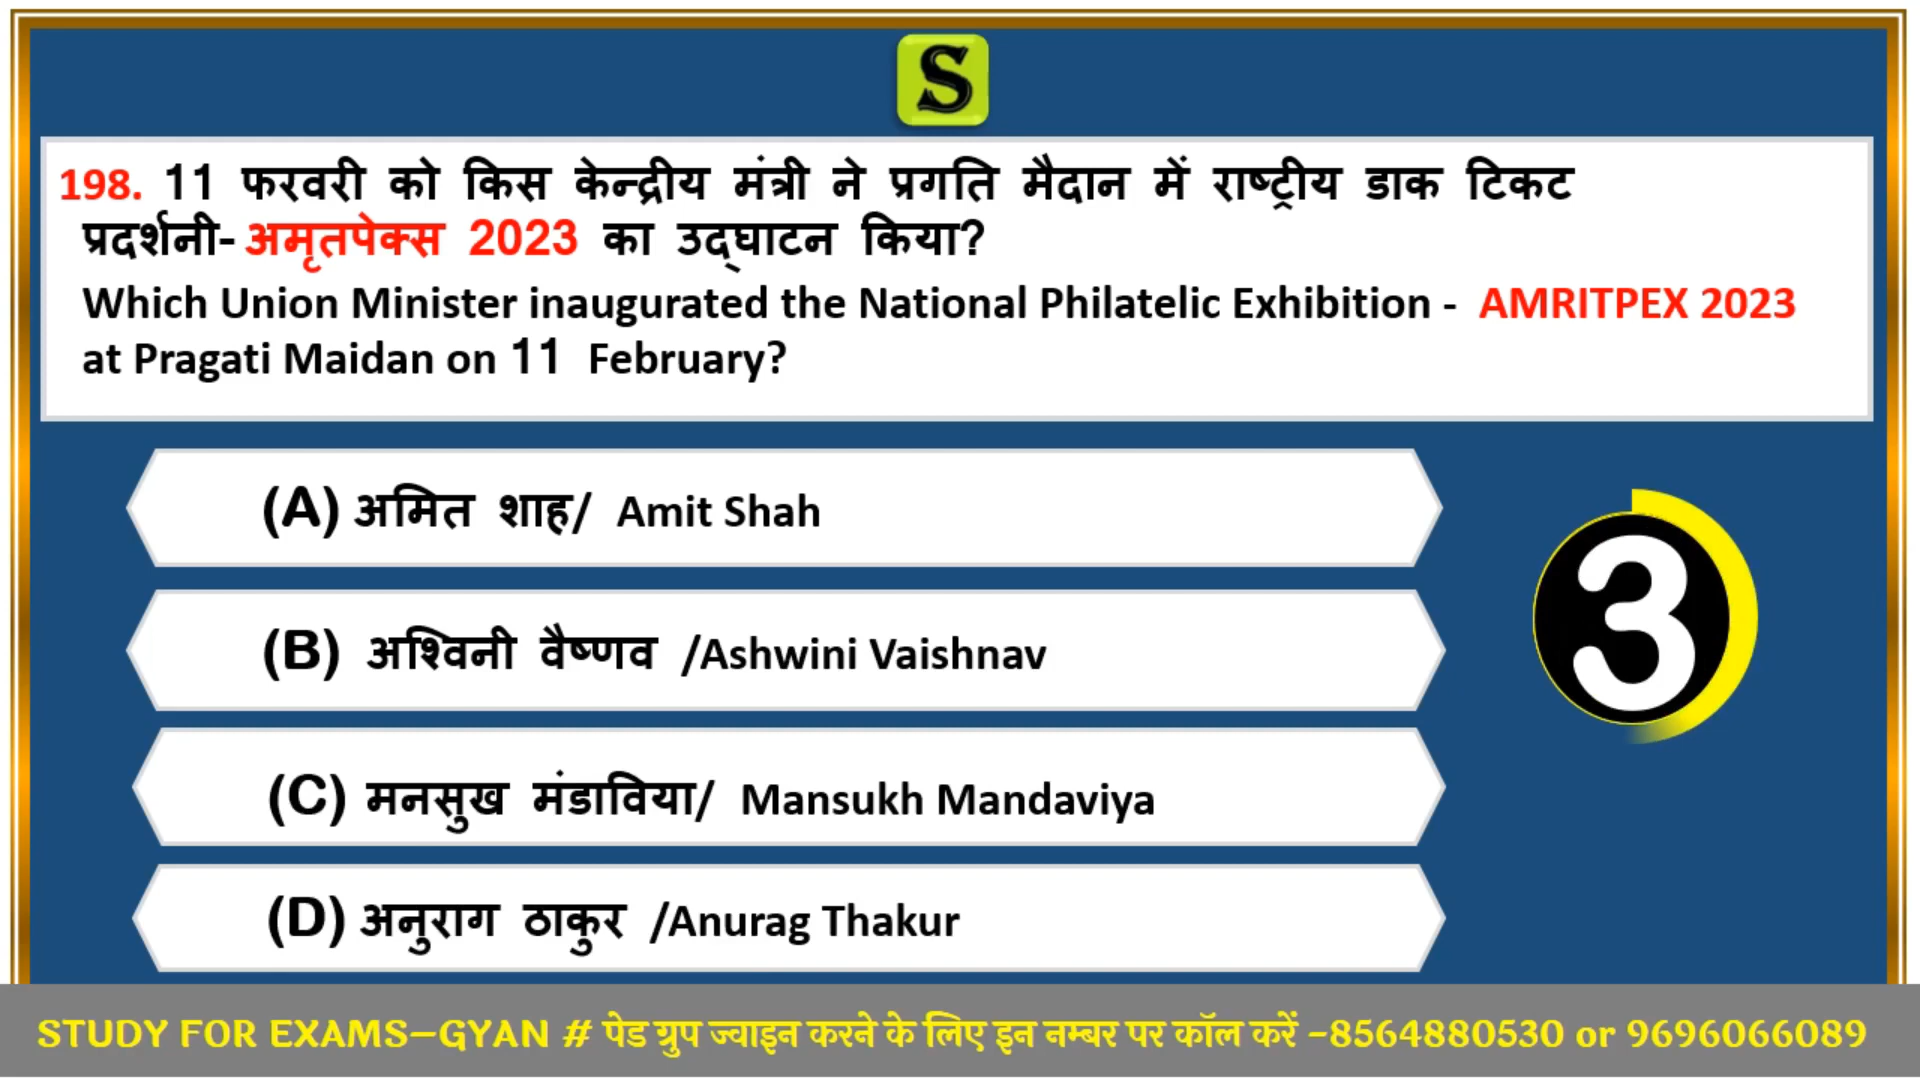 S
198. 11 फरवरी को किस केन्द्रीय मंत्री ने प्रगति मैदान में राष्ट्रीय डाक टिकट
प्रदर्शनी- अमृतपेक्स 2023 का उद्घाटन किया?
Which Union Minister inaugurated the National Philatelic Exhibition - AMRITPEX 2023
at Pragati Maidan on 11 February?
(A) अमित शाह/ Amit Shah
(B) अश्विनी वैष्णव /Ashwini Vaishnav
3
(C) मनसुख मंडाविया/ Mansukh Mandaviya
(D) अनुराग ठाकुर /Anurag Thakur
STUDY FOR EXAMS–GYAN # पेड ग्रुप ज्वाइन करने के लिए इन नम्बर पर कॉल करें -8564880530 or 9696066089